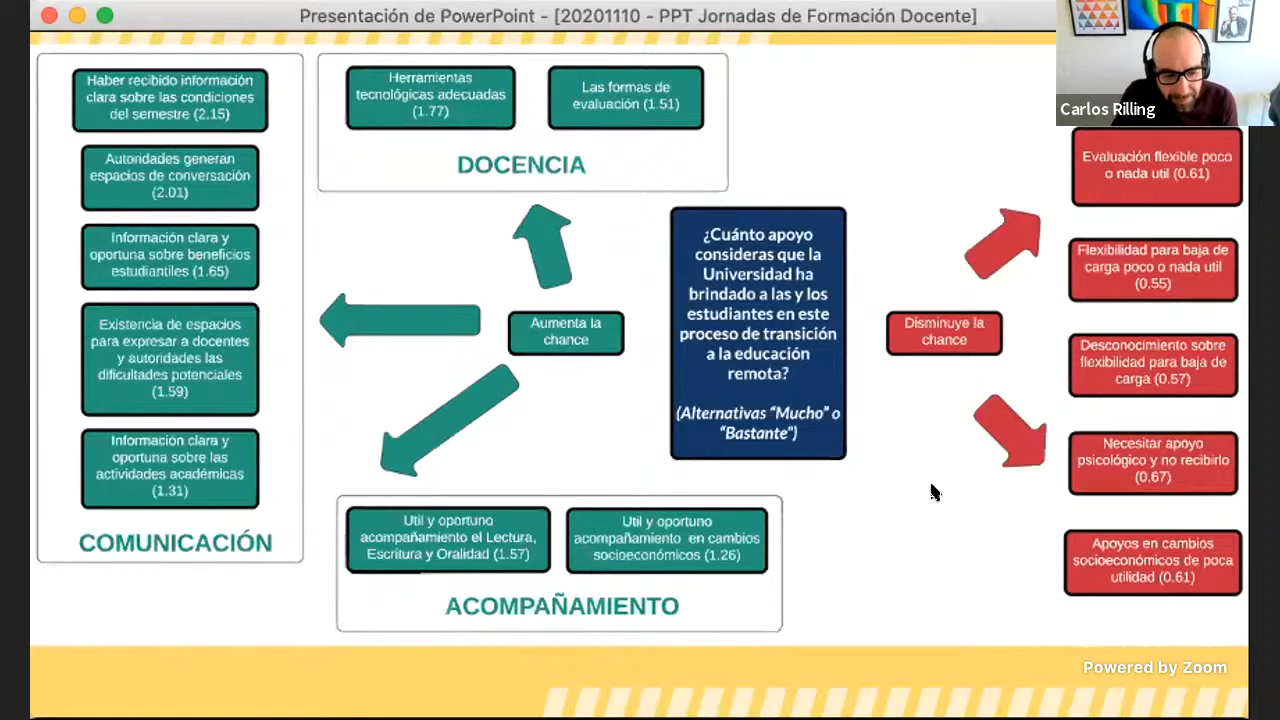 Presentación de PowerPoint - [20201110 - PPT Jornadas de Formación Docente]
Carlos Rilling
Haber recibido información
clara sobre las condiciones
del semestre (2.15)
Autoridades generan
espacios de conversación
(2.01)
Información clara y
oportuna sobre beneficios
estudiantiles (1.65)
Existencia de espacios
para expresar a docentes
y autoridades las
dificultades potenciales
(1.59)
Información clara y
oportuna sobre las
actividades académicas
(1.31)
COMUNICACIÓN
Herramientas
tecnológicas adecuadas
(1.77)
Las formas de
evaluación (1.51)
DOCENCIA
Aumenta la
chance
Util y oportuno
acompañamiento el Lectura,
Escritura y Oralidad (1.57)
Util y oportuno
acompañamiento en cambios
socioeconómicos (1.26)
ACOMPAÑAMIENTO
¿Cuánto apoyo
consideras que la
Universidad ha
brindado a las y los
estudiantes en este
proceso de transición
a la educación
remota?
(Alternativas “Mucho” o
“Bastante”)
Disminuye la
chance
Evaluación flexible poco
o nada util (0.61)
Flexibilidad para baja de
carga poco o nada util
(0.55)
Desconocimiento sobre
flexibilidad para baja de
carga (0.57)
Necesitar apoyo
psicológico y no recibirlo
(0.67)
Apoyos en cambios
socioeconómicos de poca
utilidad (0.61)
Powered by Zoom